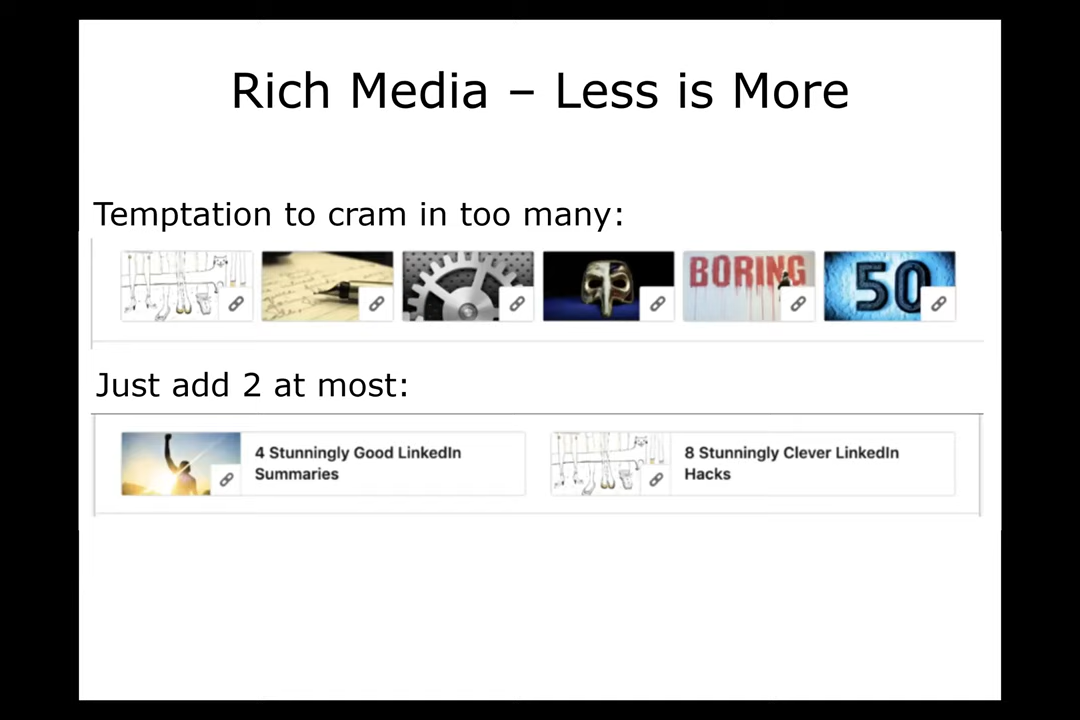 Rich Media – Less is More
Temptation to cram in too many:
BORING
50
Just add 2 at most:
4 Stunningly Good LinkedIn
Summaries
8 Stunningly Clever LinkedIn
Hacks